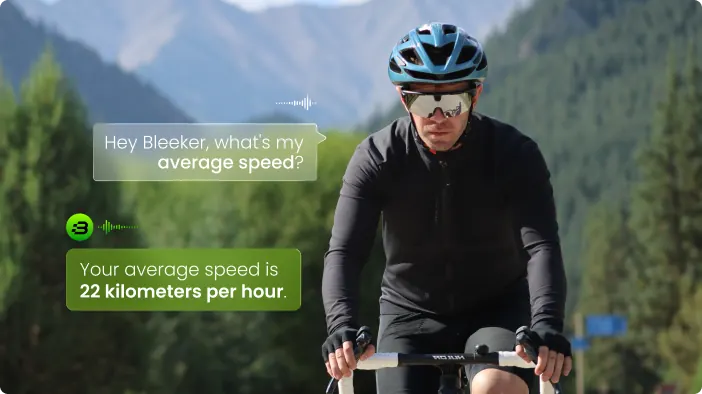 Hey Bleeker, what's my
average speed?
Your average speed is
22 kilometers per hour.